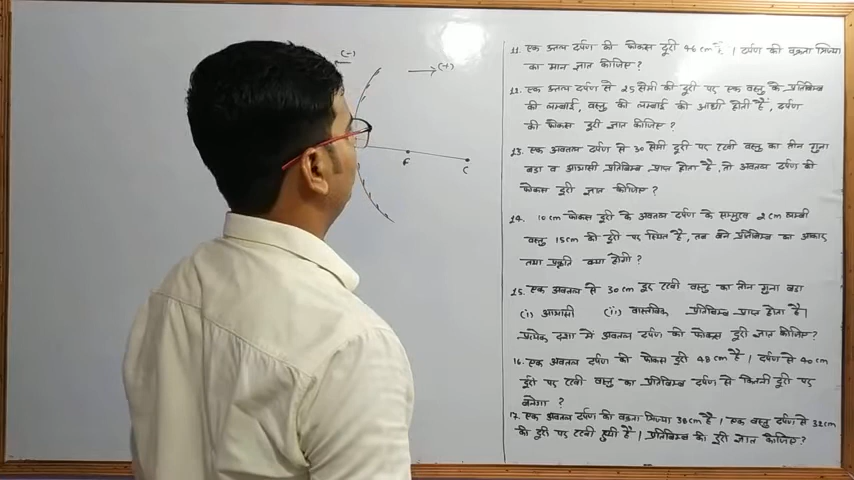 (-)
(+)
F
C
11. एक उत्तल दर्पण की फोकस दूरी 46 cm है । दर्पण की वक्रता त्रिज्या
का मान ज्ञात कीजिए ?
12. एक उत्तल दर्पण से 25 सेमी की दूरी पर एक वस्तु के प्रतिबिम्ब
की लम्बाई, वस्तु की लम्बाई की आधी होती है, दर्पण
की फोकस दूरी ज्ञात कीजिए ?
13. एक अवतल दर्पण से 30 सेमी दूरी पर रखी वस्तु का तीन गुना
बड़ा व आभासी प्रतिबिम्ब प्राप्त होता है, तो अवतल दर्पण की
फोकस दूरी ज्ञात कीजिए ?
14. 10 cm फोकस दूरी के अवतल दर्पण के सम्मुख 2 cm लम्बी
वस्तु 15 cm की दूरी पर स्थित है, तब बने प्रतिबिम्ब का आकार
तथा प्रकृति क्या होगी ?
15. एक अवतल से 30 cm दूर रखी वस्तु का तीन गुना बड़ा
(i) आभासी (ii) वास्तविक प्रतिबिम्ब प्राप्त होता है।
प्रत्येक दशा में अवतल दर्पण की फोकस दूरी ज्ञात कीजिए ?
16. एक अवतल दर्पण की फोकस दूरी 48 cm है । दर्पण से 40 cm
दूरी पर रखी वस्तु का प्रतिबिम्ब दर्पण से कितनी दूरी पर
बनेगा ?
17. एक अवतल दर्पण की वक्रता त्रिज्या 38 cm है । एक वस्तु दर्पण से 32 cm
की दूरी पर रखी हुयी है । प्रतिबिम्ब की दूरी ज्ञात कीजिए ?